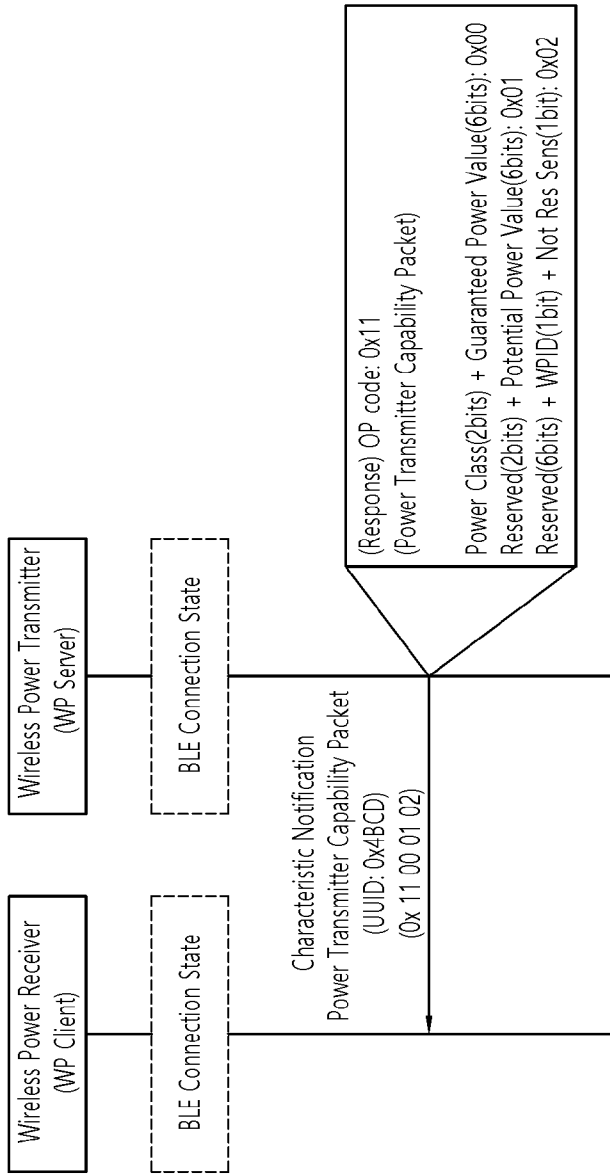 Wireless Power Receiver
(WP Client)
Wireless Power Transmitter
(WP Server)
BLE Connection State
BLE Connection State
Characteristic Notification
Power Transmitter Capability Packet
(UUID: 0x4BCD)
(0x 11 00 01 02)
(Response) OP code: 0x11
(Power Transmitter Capability Packet)
Power Class(2bits) + Guaranteed Power Value(6bits): 0x00
Reserved(2bits) + Potential Power Value(6bits): 0x01
Reserved(6bits) + WPID(1bit) + Not Res Sens(1bit): 0x02